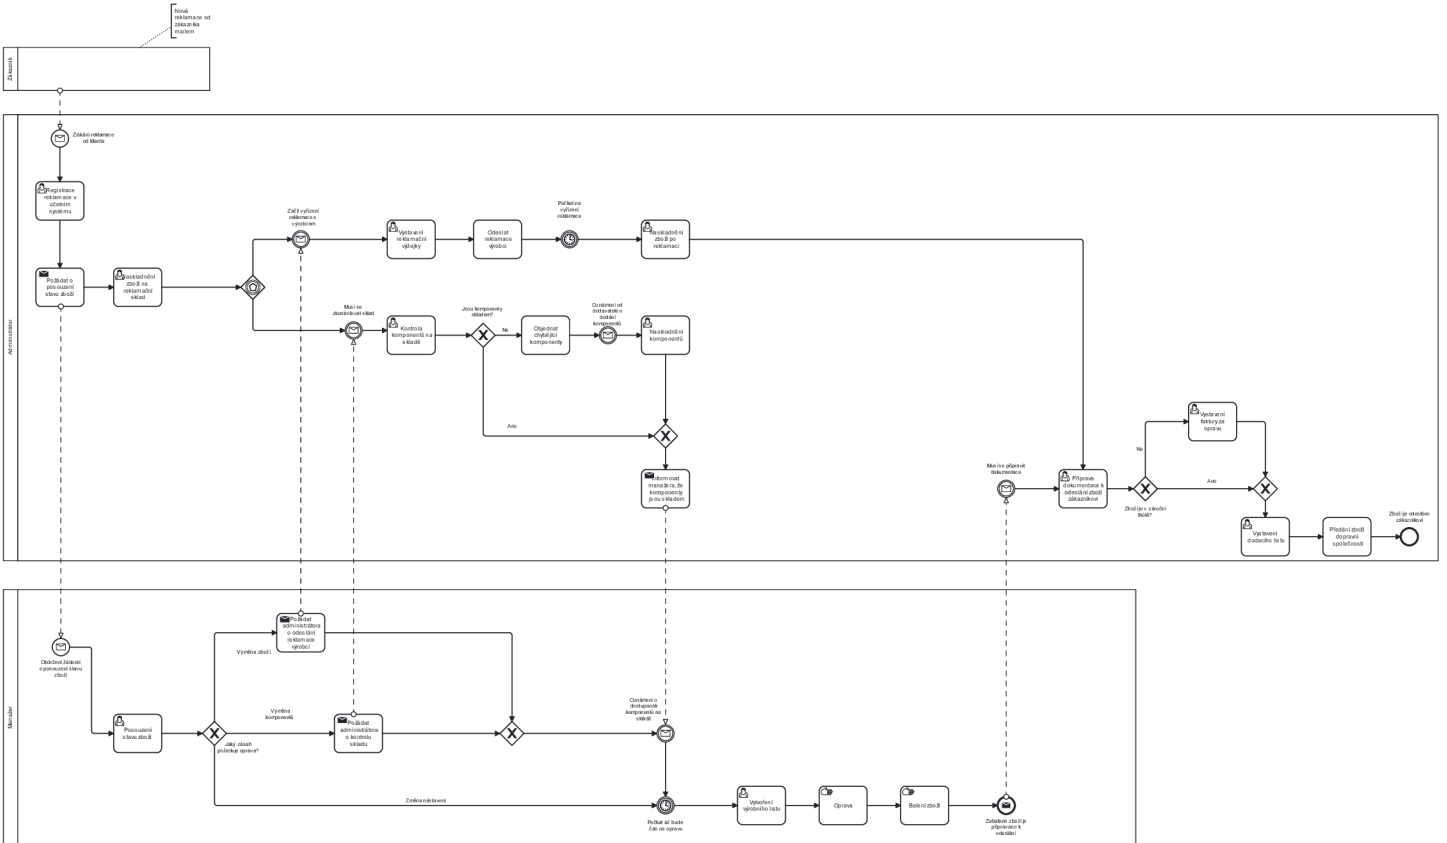 Nová
reklamace od
zákazníka
mailem
Zákazník
Administrátor
Získání reklamace
od klienta
Registrace
reklamace v
účetním
systému
Požádat o
posouzení
stavu zboží
Naskladnění
zboží na
reklamační
sklad
Začít vyřízení
reklamace s
výrobcem
Vystavení
reklamační
výdejky
Odeslat
reklamace
výrobci
Počkat na
vyřízení
reklamace
Naskladnění
zboží po
reklamaci
Musí se
zkontrolovat sklad
Kontrola
komponentů na
skladě
Jsou komponenty
skladem?
Ne
Objednat
chybějící
komponenty
Oznámení od
dodavatele o
dodání
komponentů
Naskladnění
komponentů
Ano
Informovat
manažera, že
komponenty
jsou skladem
Musí se připravit
dokumentace
Příprava
dokumentace k
odeslání zboží
zákazníkovi
Zboží je v záruční
lhůtě?
Ne
Vystavení
faktury za
opravu
Ano
Vystavení
dodacího listu
Předání zboží
dopravní
společnosti
Zboží je odesláno
zákazníkovi
Obdržení žádosti
o posouzení stavu
zboží
Posouzení
stavu zboží
Jaký zásah
požaduje oprava?
Výměna zboží
Požádat
administrátora
o odeslání
reklamace
výrobci
Výměna
komponentů
Požádat
administrátora
o kontrolu
skladu
Změna nastavení
Oznámení o
dostupnosti
komponentů na
skladě
Počkat až bude
čas na opravu
Vytvoření
výrobního listu
Oprava
Balení zboží
Zabalené zboží je
připraveno k
odeslání